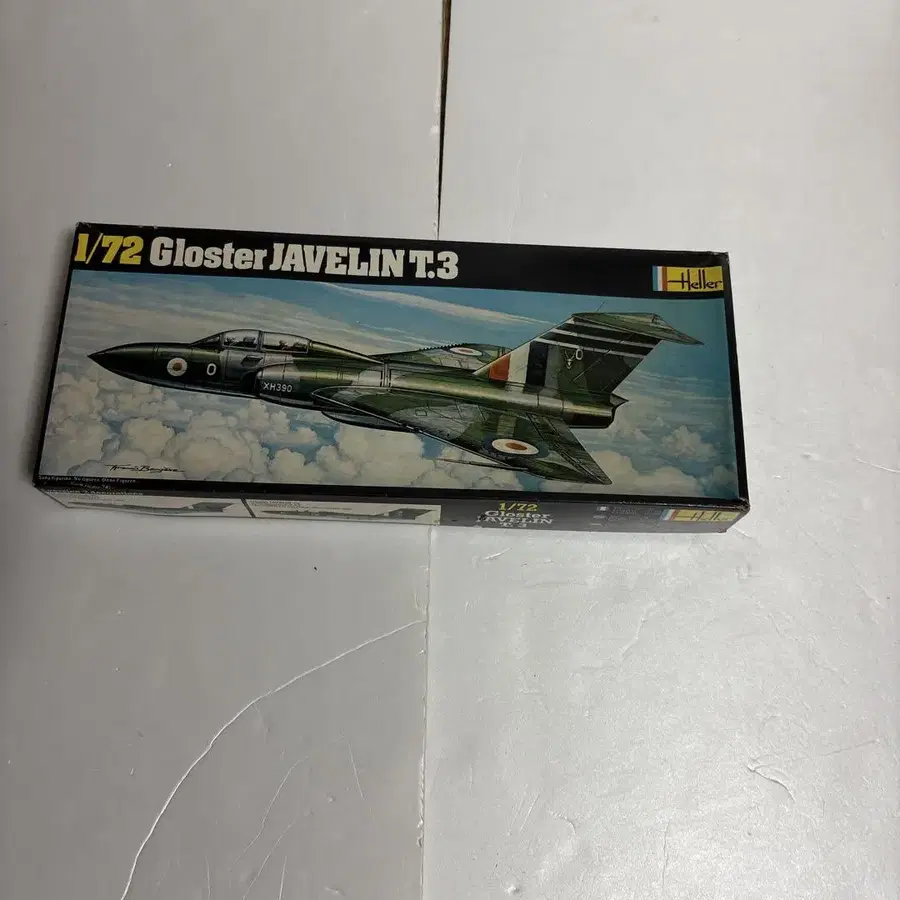 1/72 Gloster JAVELIN T.3
Heller
O
O
XH390
1/72
Gloster
JAVELIN
T. 3
Heller